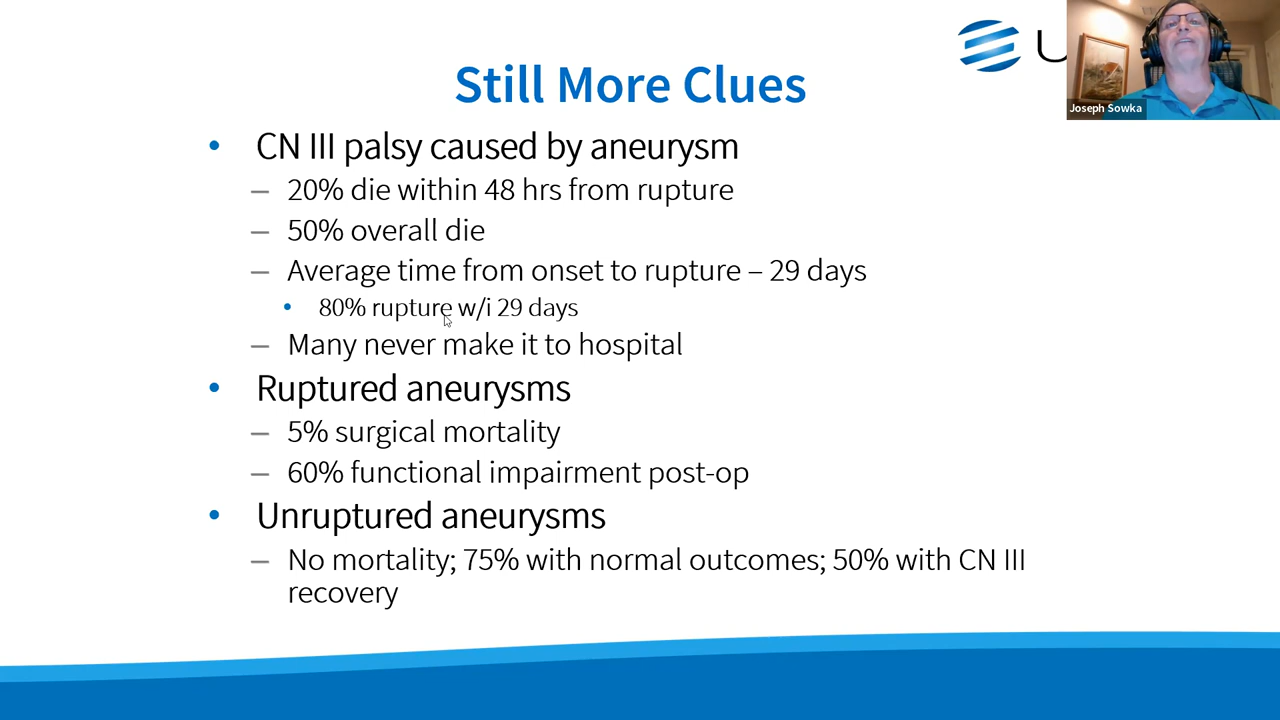 U
Joseph Sowka
Still More Clues
• CN III palsy caused by aneurysm
– 20% die within 48 hrs from rupture
– 50% overall die
– Average time from onset to rupture – 29 days
• 80% rupture w/i 29 days
– Many never make it to hospital
• Ruptured aneurysms
– 5% surgical mortality
– 60% functional impairment post-op
• Unruptured aneurysms
– No mortality; 75% with normal outcomes; 50% with CN III
recovery